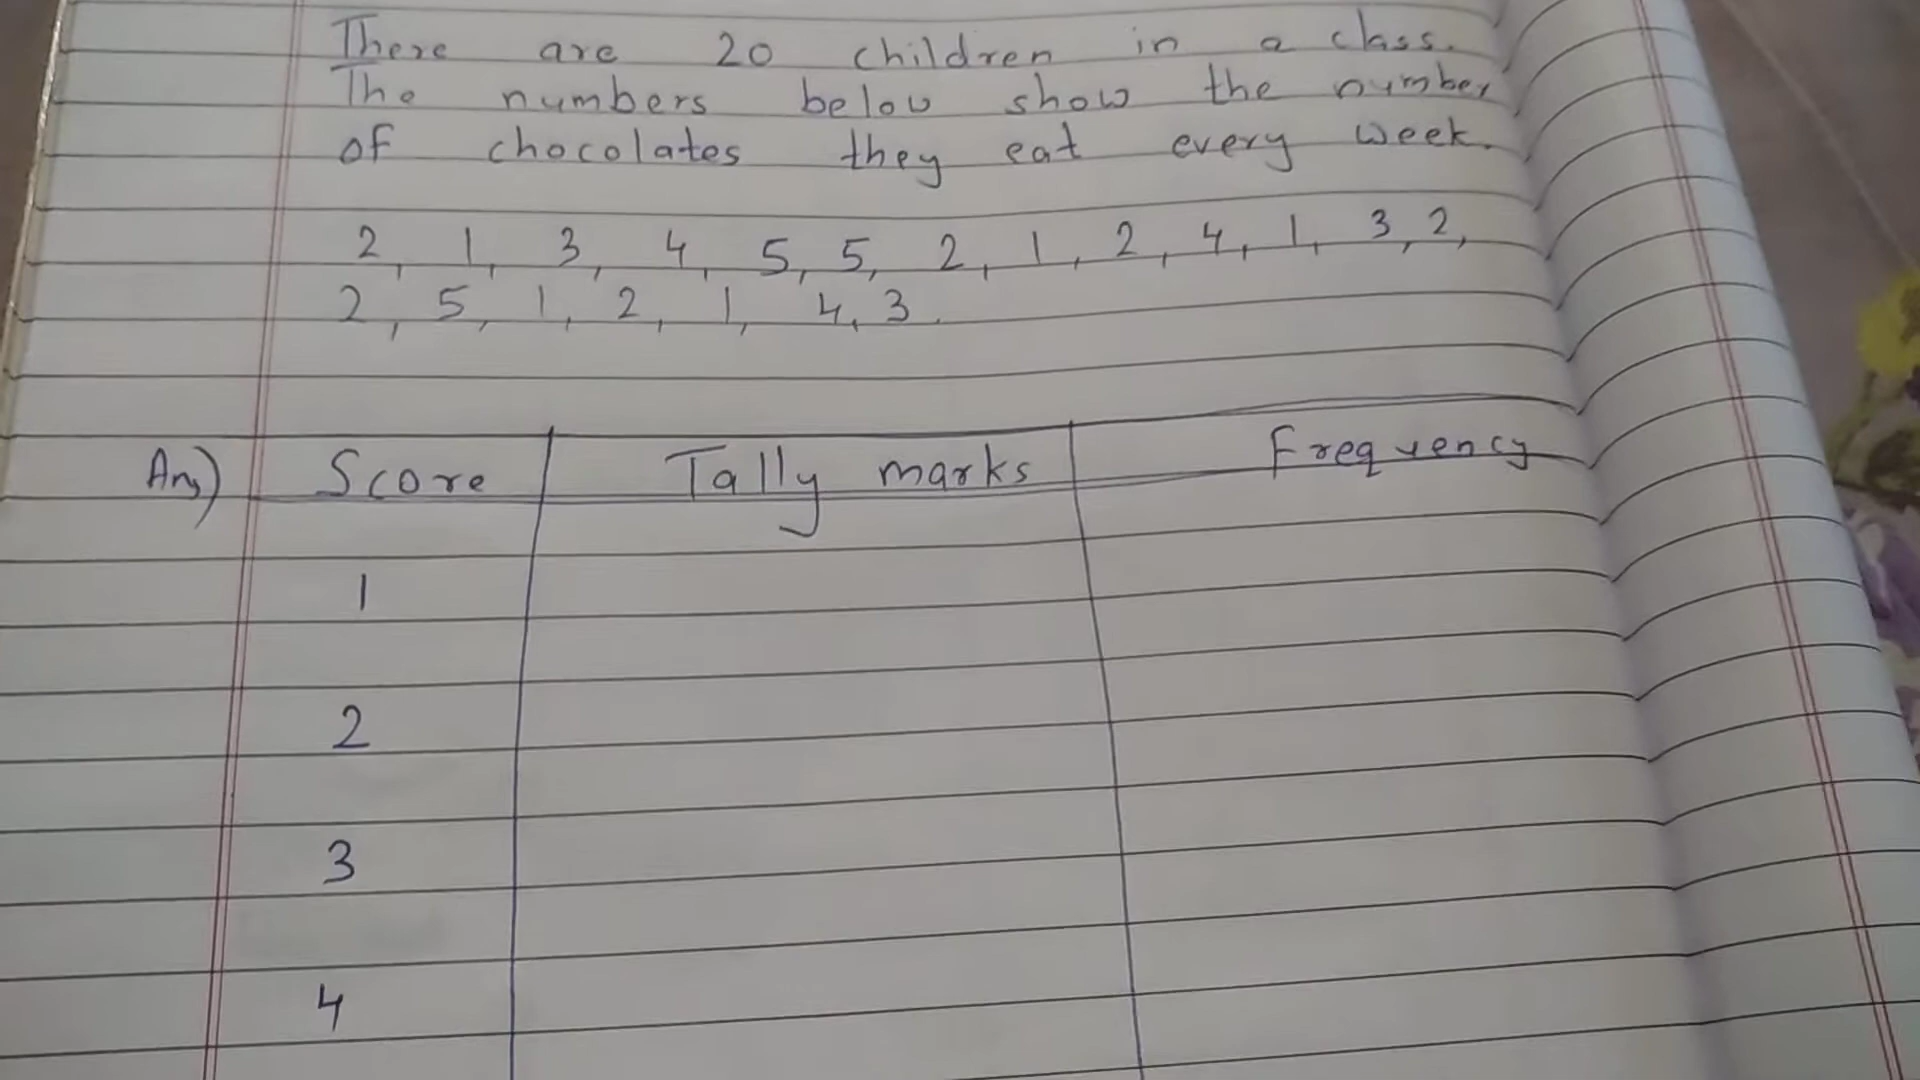 There are 20 children in a class.
The numbers below show the number
of chocolates they eat every week.
2, 1, 3, 4, 5, 5, 2, 1, 2, 4, 1, 3, 2,
2, 5, 1, 2, 1, 4, 3.
Ans) Score Tally marks Frequency
1
2
3
4